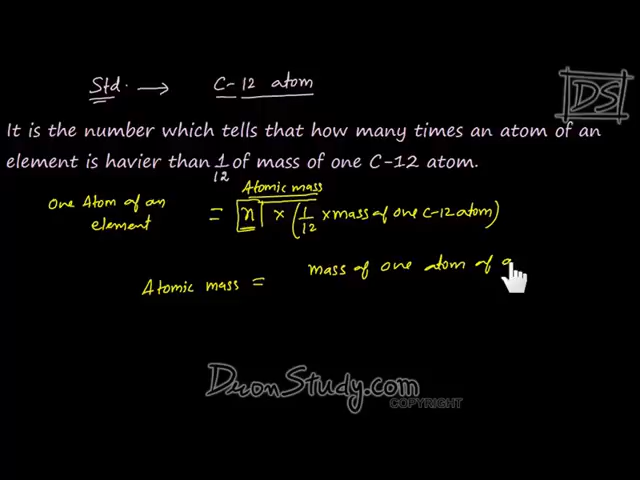 Std. → C-12 atom
DS
It is the number which tells that how many times an atom of an
element is havier than 1/12 of mass of one C-12 atom.
Atomic mass
One Atom of an element = n × (1/12 × mass of one C-12 atom)
mass of one atom of a
Atomic mass =
DronStudy.com
COPYRIGHT